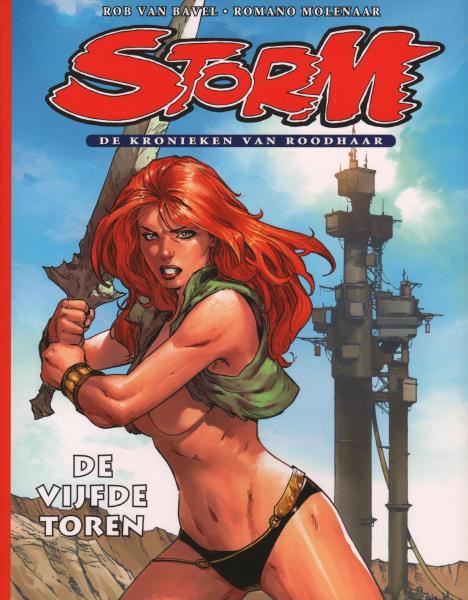 ROB VAN BAVEL · ROMANO MOLENAAR
STORM
DE KRONIEKEN VAN ROODHAAR
DE
VIJFDE
TOREN